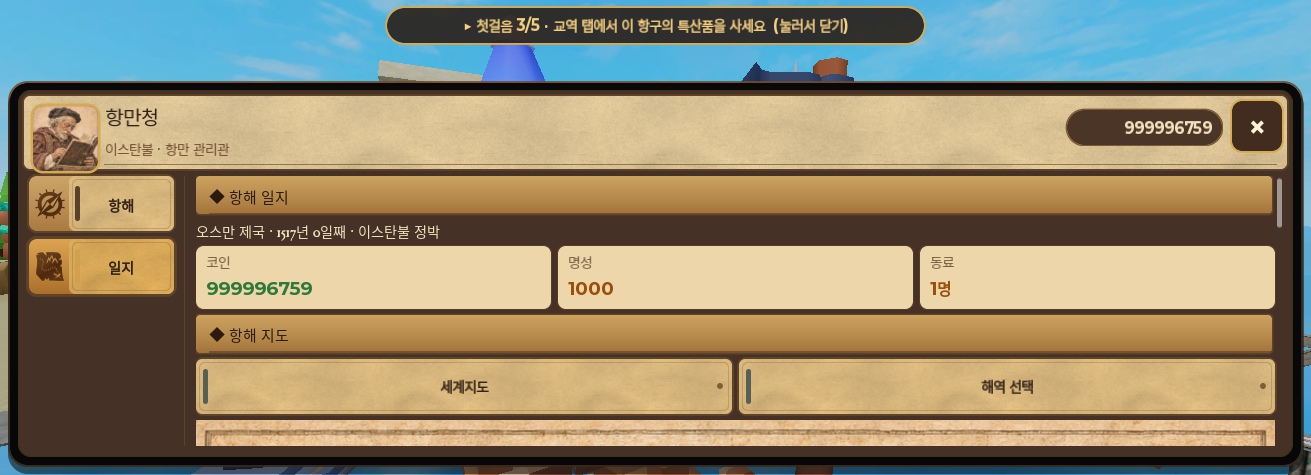 ▸ 첫걸음 3/5 · 교역 탭에서 이 항구의 특산품을 사세요 (눌러서 닫기)
항만청
이스탄불 · 항만 관리관
999996759
×
항해
일지
◆ 항해 일지
오스만 제국 · 1517년 0일째 · 이스탄불 정박
코인
999996759
명성
1000
동료
1명
◆ 항해 지도
세계지도
해역 선택